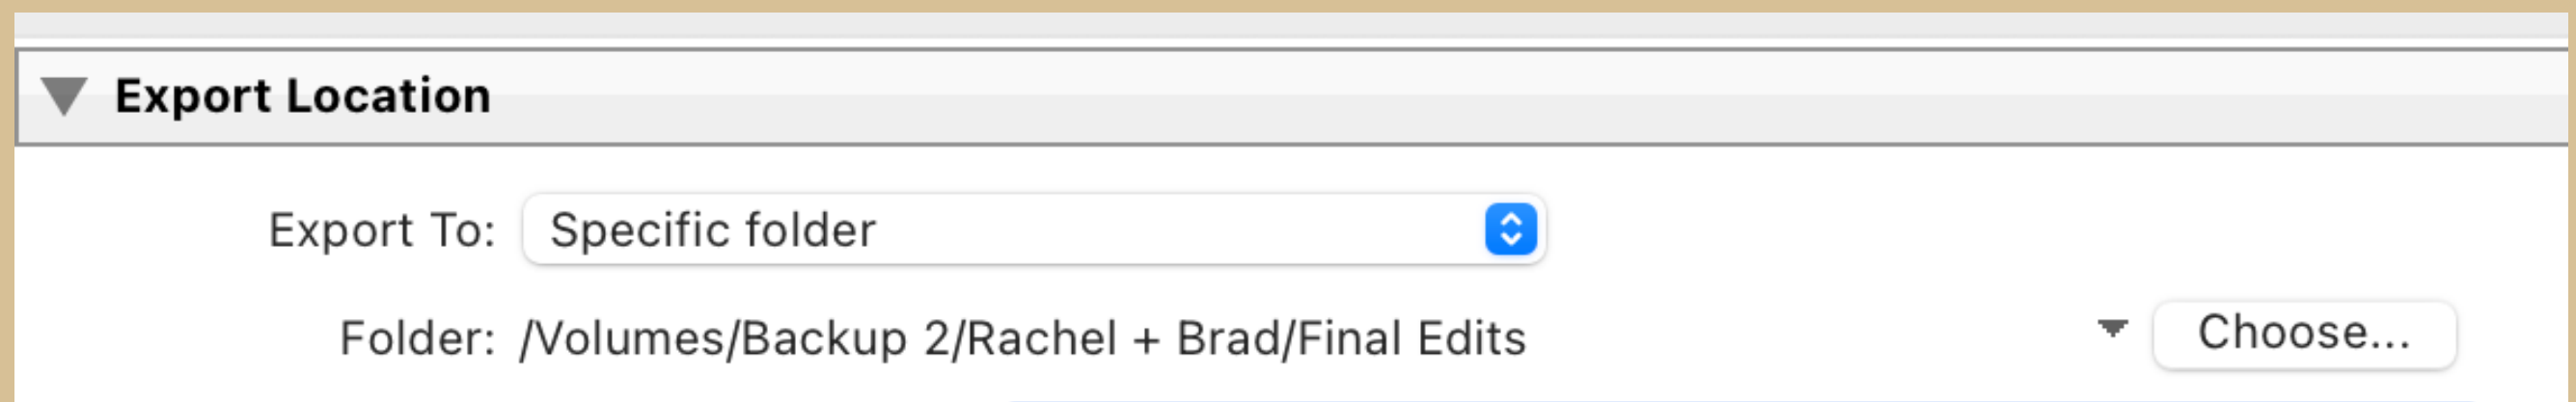 Export Location
Export To: Specific folder
Folder: /Volumes/Backup 2/Rachel + Brad/Final Edits Choose...